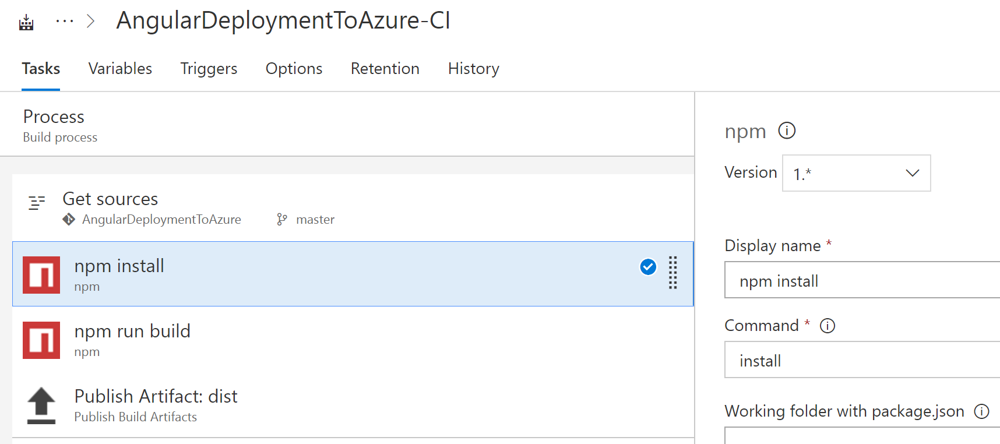 ... > AngularDeploymentToAzure-CI
Tasks Variables Triggers Options Retention History
Process
Build process
Get sources
AngularDeploymentToAzure master
npm install
npm
npm run build
npm
Publish Artifact: dist
Publish Build Artifacts
npm
Version 1.*
Display name *
npm install
Command *
install
Working folder with package.json